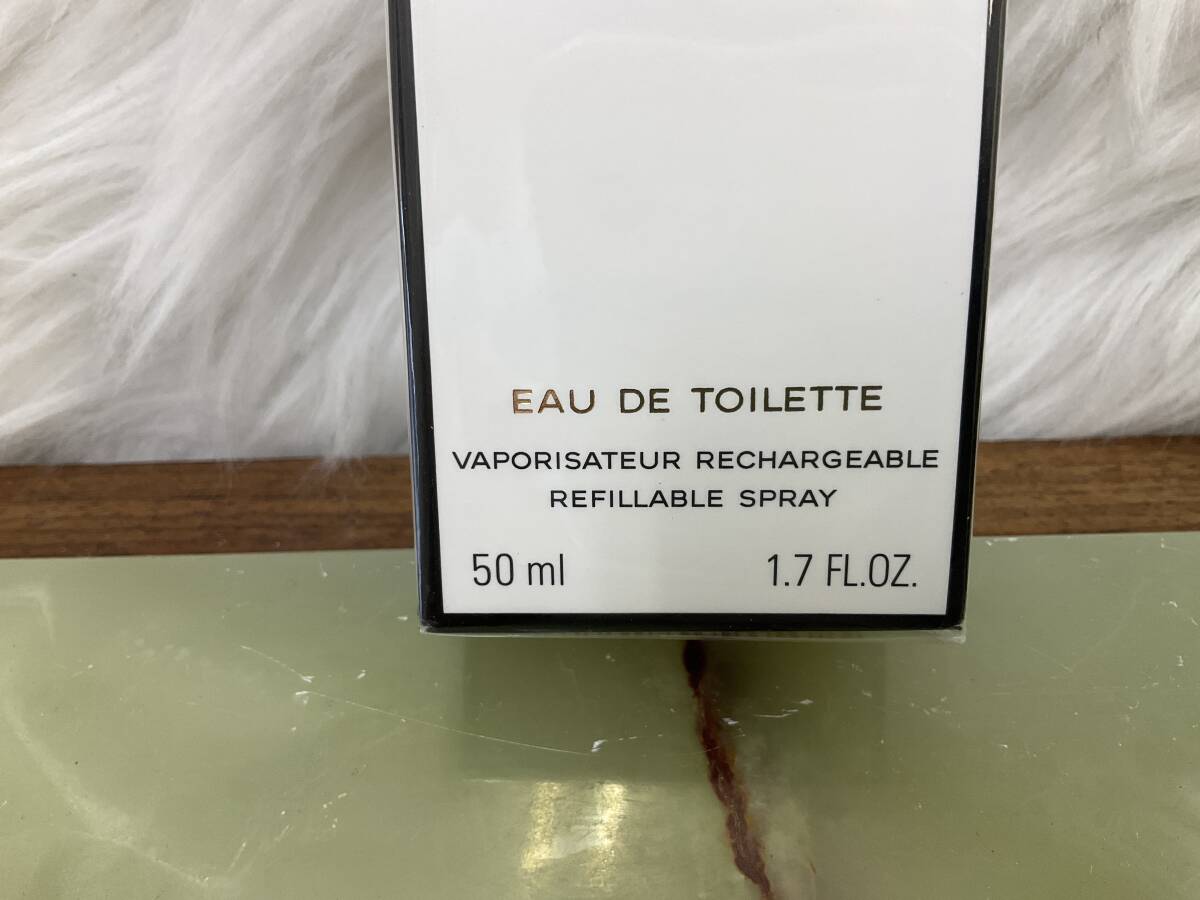 EAU DE TOILETTE
VAPORISATEUR RECHARGEABLE
REFILLABLE SPRAY
50 ml 1.7 FL.OZ.